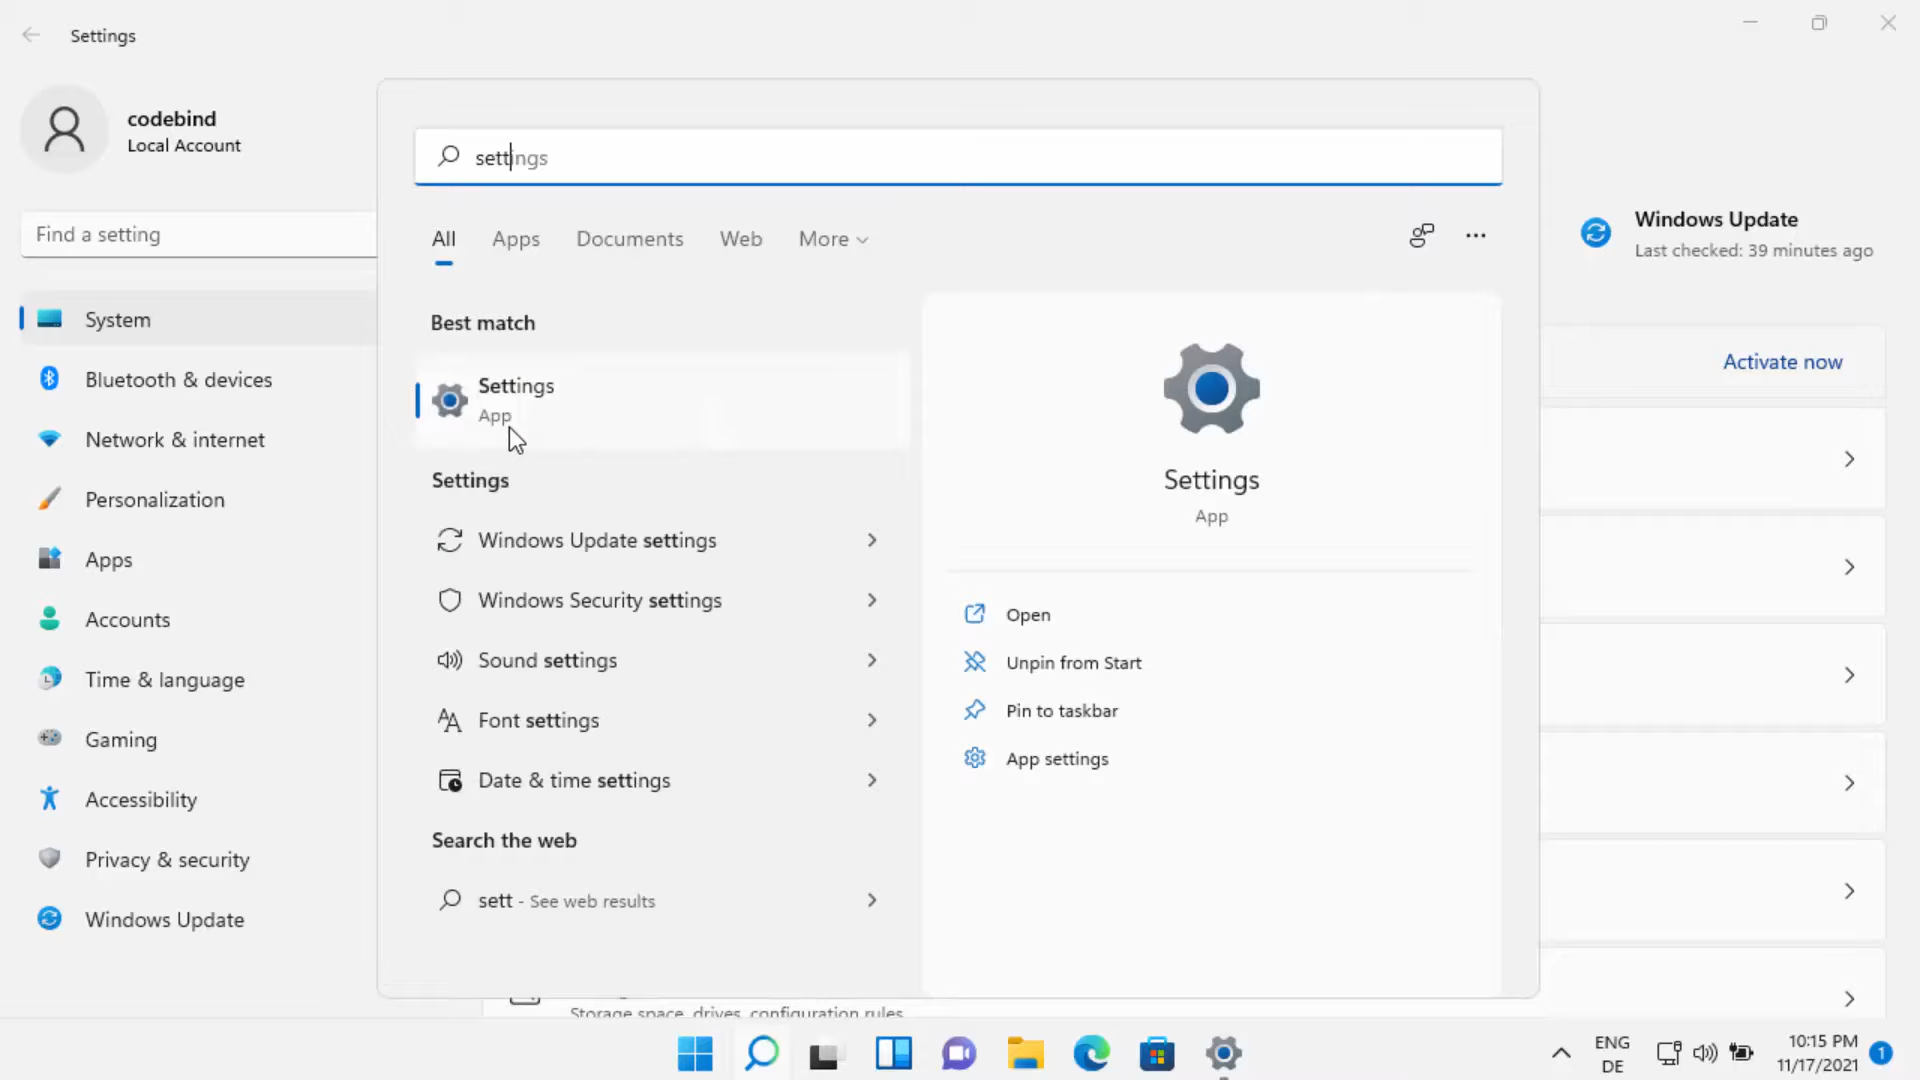 Settings
codebind
Local Account
Find a setting
System
Bluetooth & devices
Network & internet
Personalization
Apps
Accounts
Time & language
Gaming
Accessibility
Privacy & security
Windows Update
settings
All Apps Documents Web More
Best match
Settings
App
Settings
Windows Update settings
Windows Security settings
Sound settings
Font settings
Date & time settings
Search the web
sett - See web results
Settings
App
Open
Unpin from Start
Pin to taskbar
App settings
Windows Update
Last checked: 39 minutes ago
Activate now
Storage space, drives, configuration rules
ENG
DE
10:15 PM
11/17/2021
1